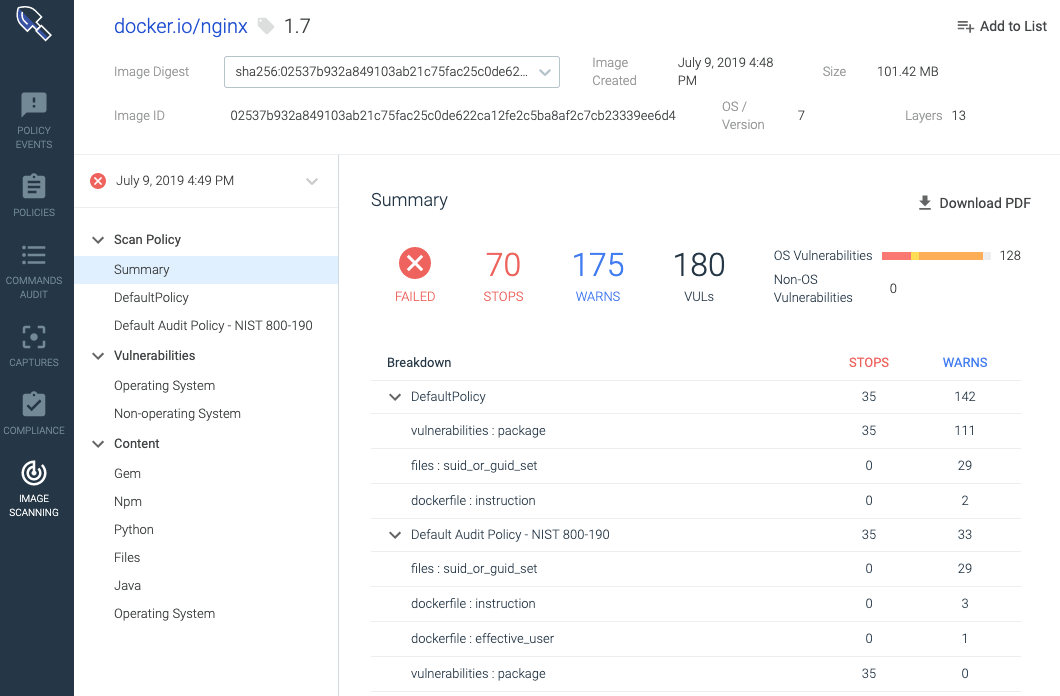 docker.io/nginx 1.7
Add to List
Image Digest
sha256:02537b932a849103ab21c75fac25c0de62...
Image
Created
July 9, 2019 4:48
PM
Size
101.42 MB
Image ID
02537b932a849103ab21c75fac25c0de622ca12fe2c5ba8af2c7cb23339ee6d4
OS /
Version
7
Layers 13
POLICY
EVENTS
POLICIES
COMMANDS
AUDIT
CAPTURES
COMPLIANCE
IMAGE
SCANNING
July 9, 2019 4:49 PM
Scan Policy
Summary
DefaultPolicy
Default Audit Policy - NIST 800-190
Vulnerabilities
Operating System
Non-operating System
Content
Gem
Npm
Python
Files
Java
Operating System
Summary
Download PDF
FAILED
70
STOPS
175
WARNS
180
VULs
OS Vulnerabilities 128
Non-OS
Vulnerabilities
0
Breakdown STOPS WARNS
DefaultPolicy 35 142
vulnerabilities : package 35 111
files : suid_or_guid_set 0 29
dockerfile : instruction 0 2
Default Audit Policy - NIST 800-190 35 33
files : suid_or_guid_set 0 29
dockerfile : instruction 0 3
dockerfile : effective_user 0 1
vulnerabilities : package 35 0